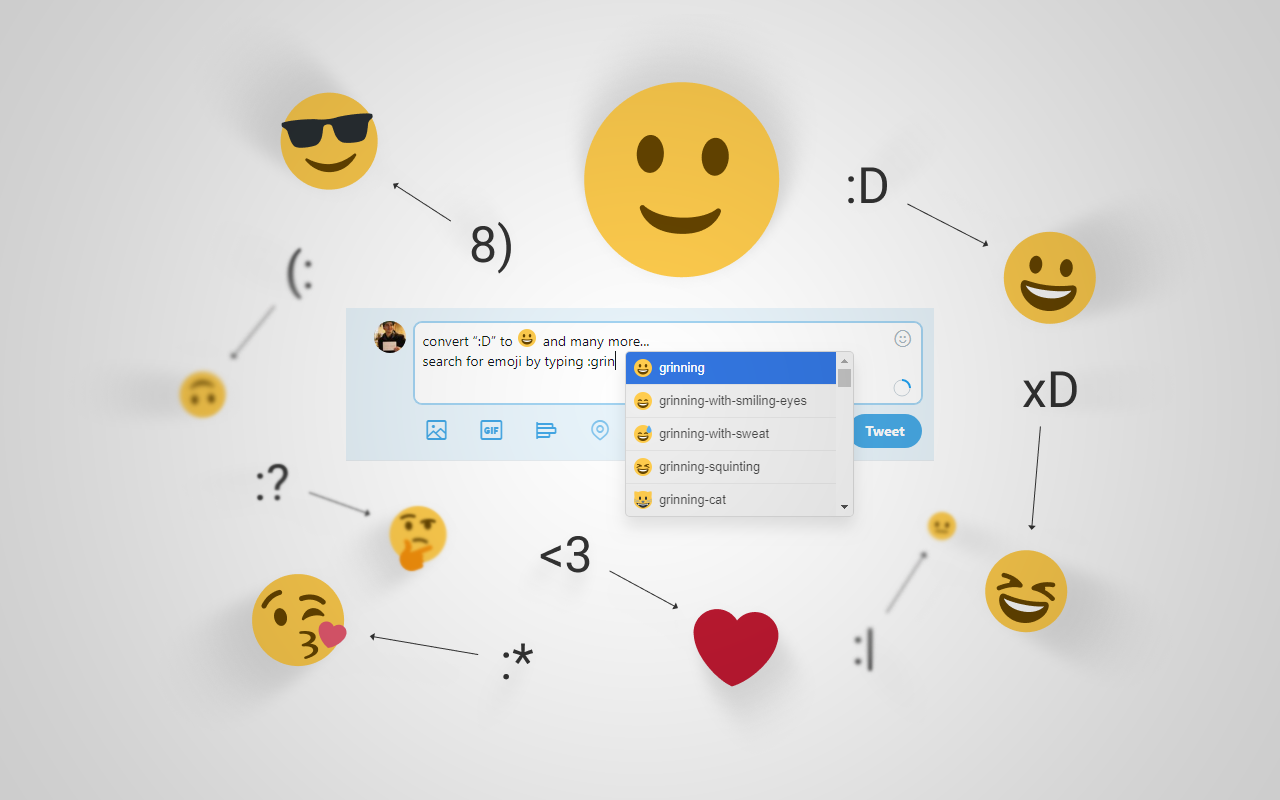 :D
8)
(:
convert “:D” to 😀 and many more...
search for emoji by typing :grin
grinning
grinning-with-smiling-eyes
grinning-with-sweat
grinning-squinting
grinning-cat
GIF
Tweet
xD
:?
<3
:*
:|